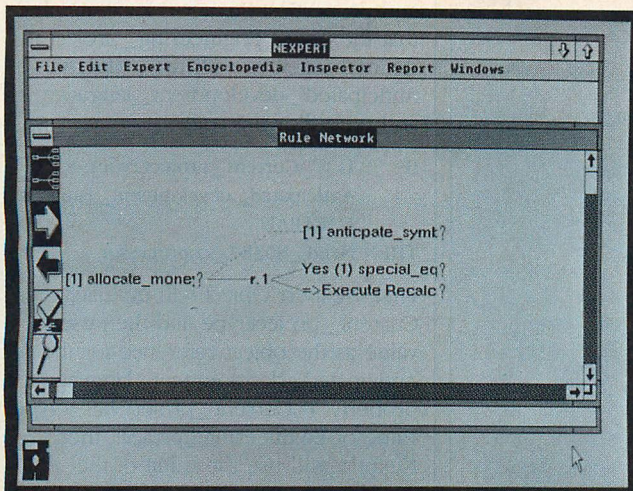 NEXPERT
File Edit Expert Encyclopedia Inspector Report Windows
Rule Network
[1] anticpate_symt?
[1] allocate_mone;? r.1 Yes (1) special_eq?
=>Execute Recalc?